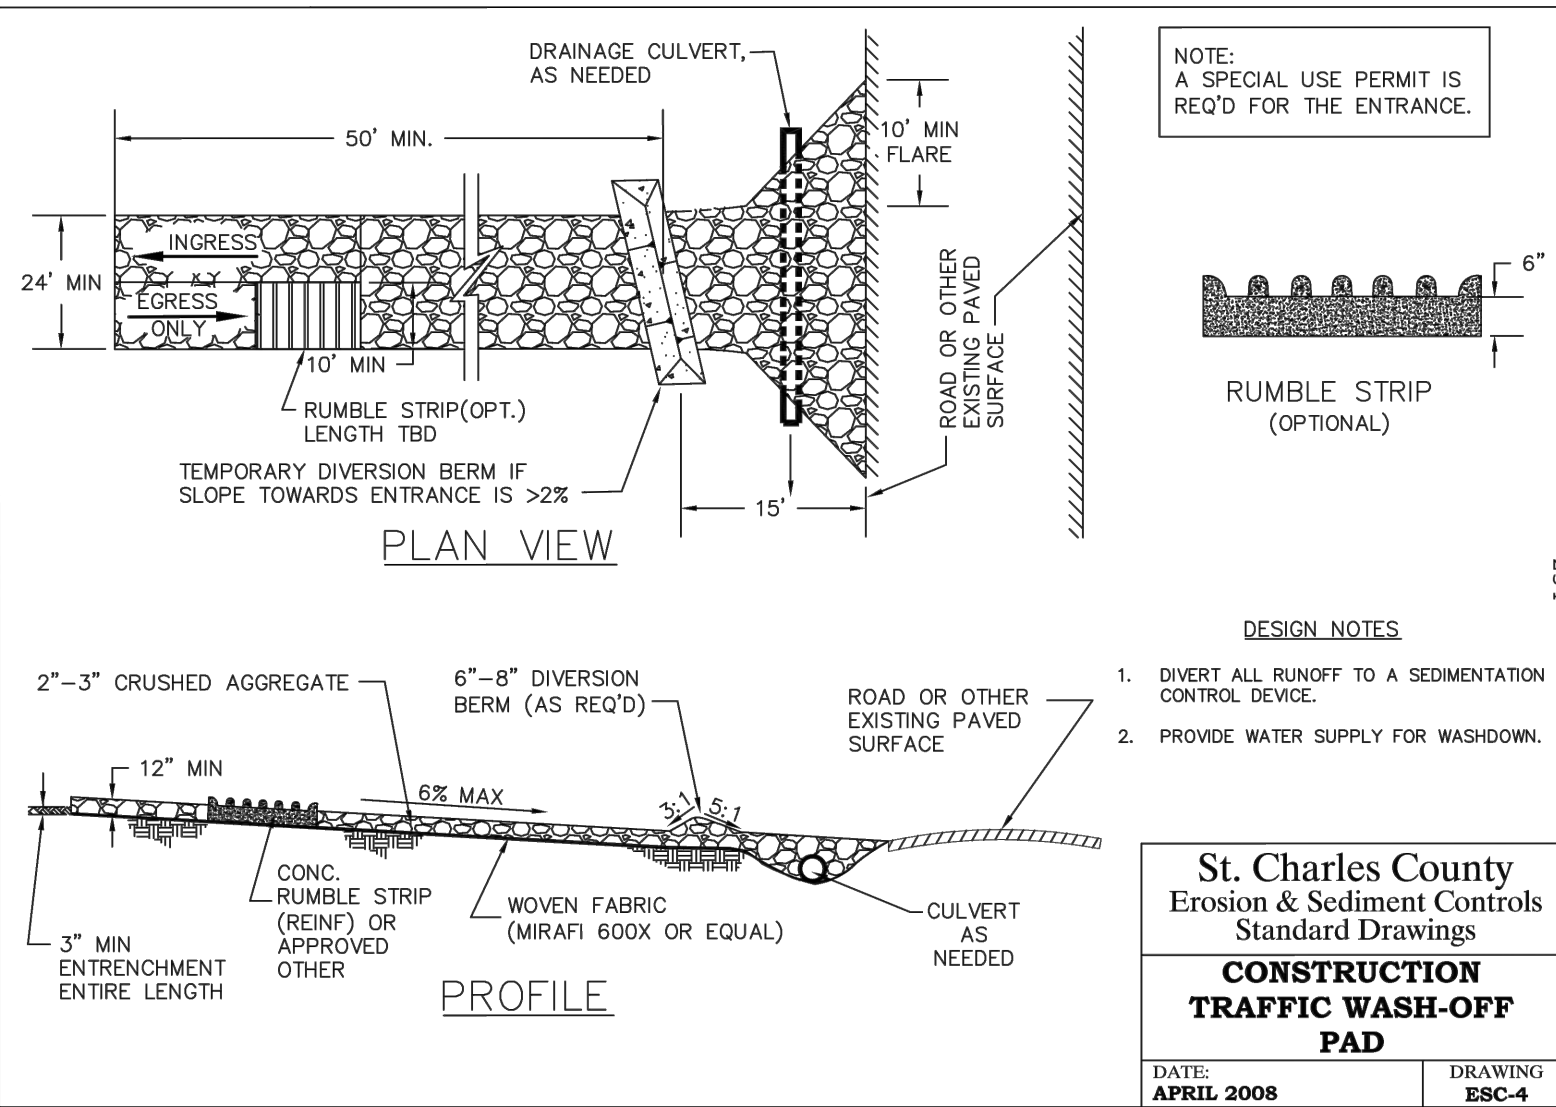 DRAINAGE CULVERT,
AS NEEDED
50' MIN.
10' MIN
FLARE
NOTE:
A SPECIAL USE PERMIT IS
REQ'D FOR THE ENTRANCE.
INGRESS
24' MIN
EGRESS
ONLY
10' MIN
RUMBLE STRIP(OPT.)
LENGTH TBD
TEMPORARY DIVERSION BERM IF
SLOPE TOWARDS ENTRANCE IS >2%
15'
ROAD OR OTHER
EXISTING PAVED
SURFACE
PLAN VIEW
6"
RUMBLE STRIP
(OPTIONAL)
DESIGN NOTES
1. DIVERT ALL RUNOFF TO A SEDIMENTATION
CONTROL DEVICE.
2. PROVIDE WATER SUPPLY FOR WASHDOWN.
2"-3" CRUSHED AGGREGATE
6"-8" DIVERSION
BERM (AS REQ'D)
ROAD OR OTHER
EXISTING PAVED
SURFACE
12" MIN
6% MAX
3:1
5:1
CONC.
RUMBLE STRIP
(REINF) OR
APPROVED
OTHER
WOVEN FABRIC
(MIRAFI 600X OR EQUAL)
CULVERT
AS
NEEDED
3" MIN
ENTRENCHMENT
ENTIRE LENGTH
PROFILE
St. Charles County
Erosion & Sediment Controls
Standard Drawings
CONSTRUCTION
TRAFFIC WASH-OFF
PAD
DATE:
APRIL 2008
DRAWING
ESC-4